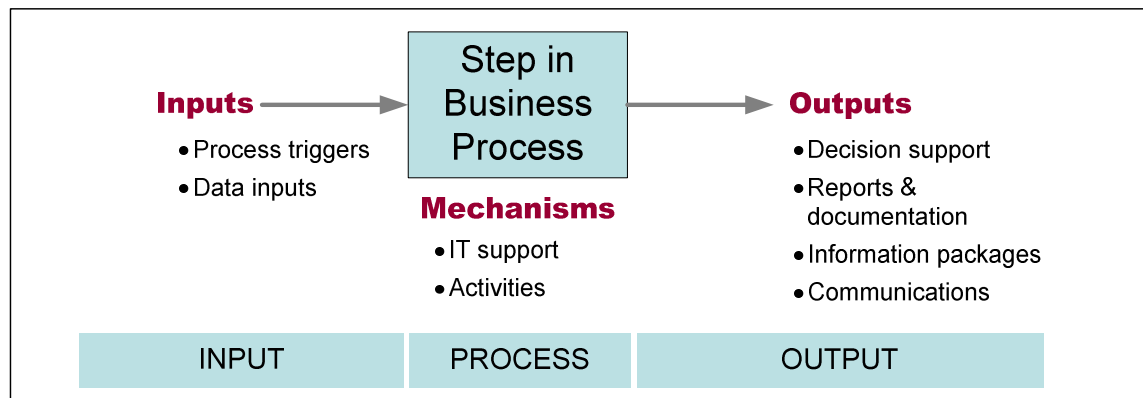 Step in
Business
Process
Inputs
• Process triggers
• Data inputs
Mechanisms
• IT support
• Activities
Outputs
• Decision support
• Reports &
documentation
• Information packages
• Communications
INPUT
PROCESS
OUTPUT